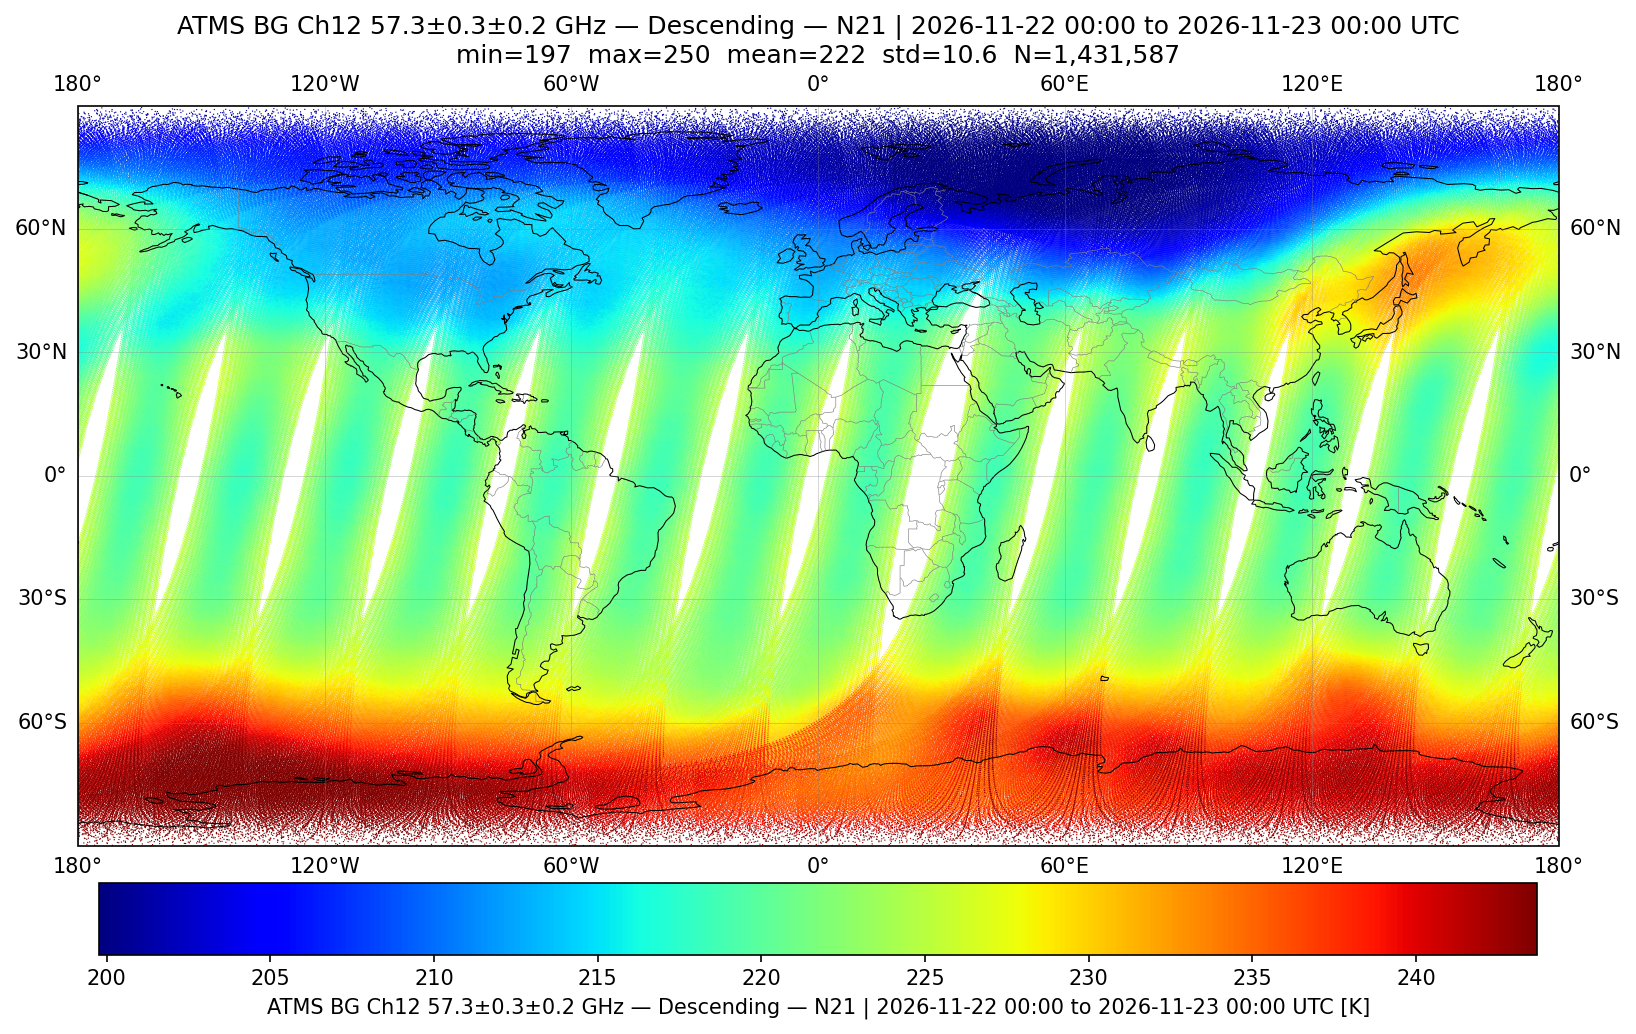 ATMS BG Ch12 57.3±0.3±0.2 GHz — Descending — N21 | 2026-11-22 00:00 to 2026-11-23 00:00 UTC
min=197 max=250 mean=222 std=10.6 N=1,431,587
180° 120°W 60°W 0° 60°E 120°E 180°
60°N 60°N
30°N 30°N
0° 0°
30°S 30°S
60°S 60°S
180° 120°W 60°W 0° 60°E 120°E 180°
200 205 210 215 220 225 230 235 240
ATMS BG Ch12 57.3±0.3±0.2 GHz — Descending — N21 | 2026-11-22 00:00 to 2026-11-23 00:00 UTC [K]